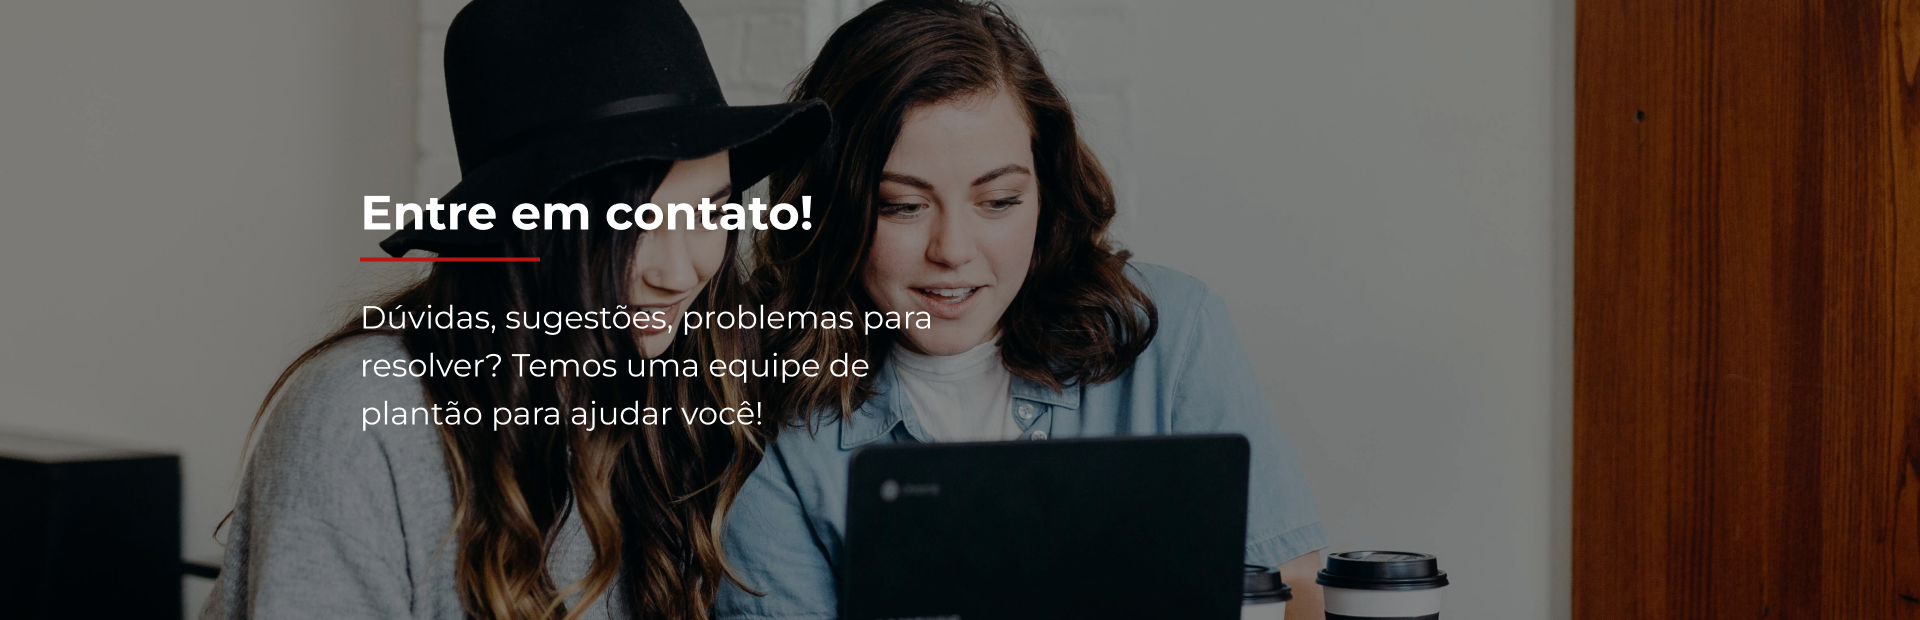 Entre em contato!
Dúvidas, sugestões, problemas para
resolver? Temos uma equipe de
plantão para ajudar você!